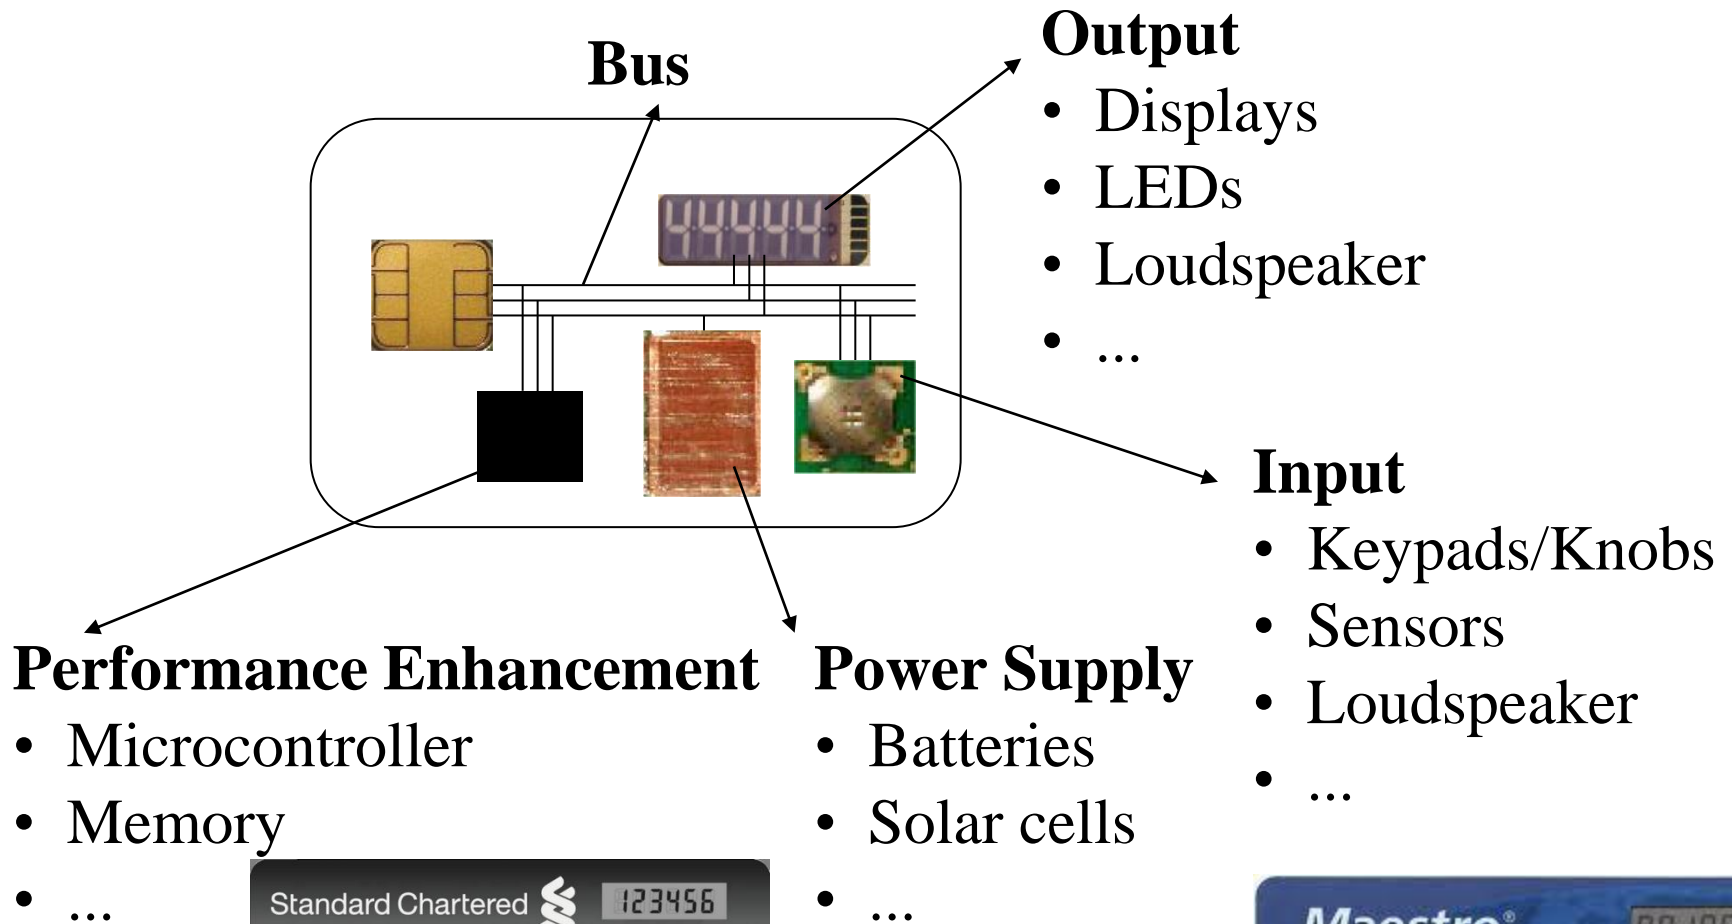 Bus
Output
• Displays
• LEDs
• Loudspeaker
• ...
Input
• Keypads/Knobs
• Sensors
• Loudspeaker
• ...
Performance Enhancement
• Microcontroller
• Memory
• ...
Power Supply
• Batteries
• Solar cells
• ...
Standard Chartered
123456
Maestro®